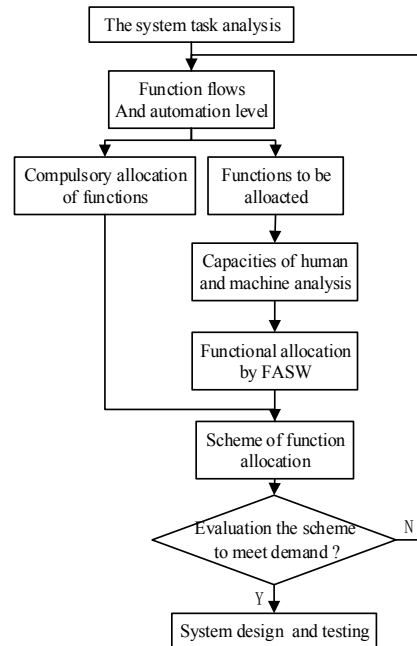 The system task analysis
Function flows
And automation level
Compulsory allocation
of functions
Functions to be
alloacted
Capacities of human
and machine analysis
Functional allocation
by FASW
Scheme of function
allocation
Evaluation the scheme
to meet demand ?
N
Y
System design and testing